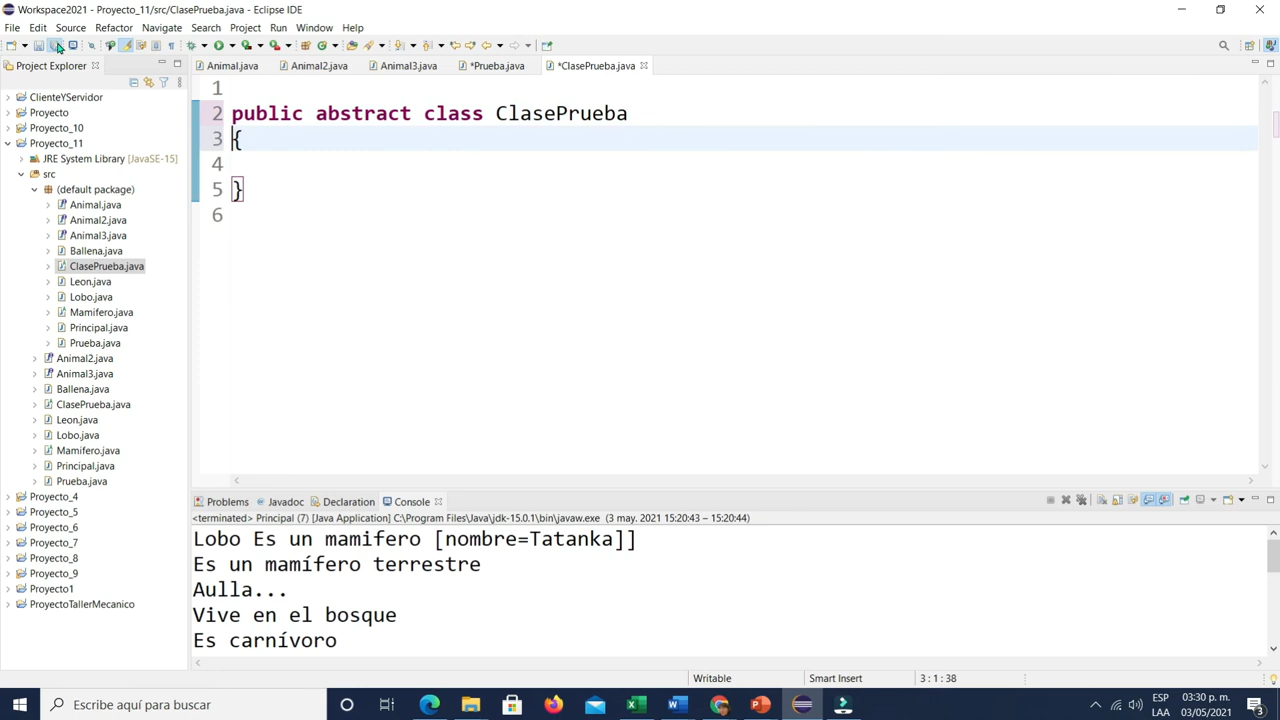 Workspace2021 - Proyecto_11/src/ClasePrueba.java - Eclipse IDE
File Edit Source Refactor Navigate Search Project Run Window Help
Project Explorer
Animal.java Animal2.java Animal3.java *Prueba.java *ClasePrueba.java
ClienteYServidor
Proyecto
Proyecto_10
Proyecto_11
JRE System Library [JavaSE-15]
src
(default package)
Animal.java
Animal2.java
Animal3.java
Ballena.java
ClasePrueba.java
Leon.java
Lobo.java
Mamifero.java
Principal.java
Prueba.java
Animal2.java
Animal3.java
Ballena.java
ClasePrueba.java
Leon.java
Lobo.java
Mamifero.java
Principal.java
Prueba.java
Proyecto_4
Proyecto_5
Proyecto_6
Proyecto_7
Proyecto_8
Proyecto_9
Proyecto1
ProyectoTallerMecanico
1
2 public abstract class ClasePrueba
3 {
4
5 }
6
Problems Javadoc Declaration Console
<terminated> Principal (7) [Java Application] C:\Program Files\Java\jdk-15.0.1\bin\javaw.exe (3 may. 2021 15:20:43 – 15:20:44)
Lobo Es un mamifero [nombre=Tatanka]]
Es un mamífero terrestre
Aulla...
Vive en el bosque
Es carnívoro
Writable Smart Insert 3 : 1 : 38
Escribe aquí para buscar
ESP
LAA
03:30 p. m.
03/05/2021
3